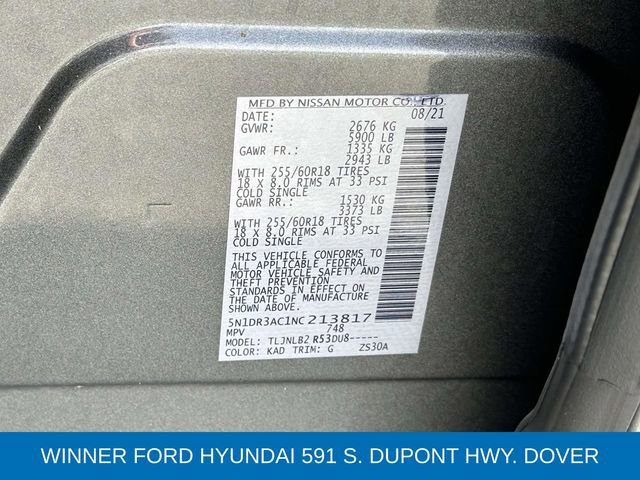 MFD BY NISSAN MOTOR CO., LTD.
DATE: 08/21
GVWR: 2676 KG
5900 LB
GAWR FR.: 1335 KG
2943 LB
WITH 255/60R18 TIRES
18 X 8.0 RIMS AT 33 PSI
COLD SINGLE
GAWR RR.: 1530 KG
3373 LB
WITH 255/60R18 TIRES
18 X 8.0 RIMS AT 33 PSI
COLD SINGLE
THIS VEHICLE CONFORMS TO
ALL APPLICABLE FEDERAL
MOTOR VEHICLE SAFETY AND
THEFT PREVENTION
STANDARDS IN EFFECT ON
THE DATE OF MANUFACTURE
SHOWN ABOVE.
5N1DR3AC1NC213817
MPV 748
MODEL: TLJNLB2 R53DU8-----
COLOR: KAD TRIM: G ZS30A
WINNER FORD HYUNDAI 591 S. DUPONT HWY. DOVER